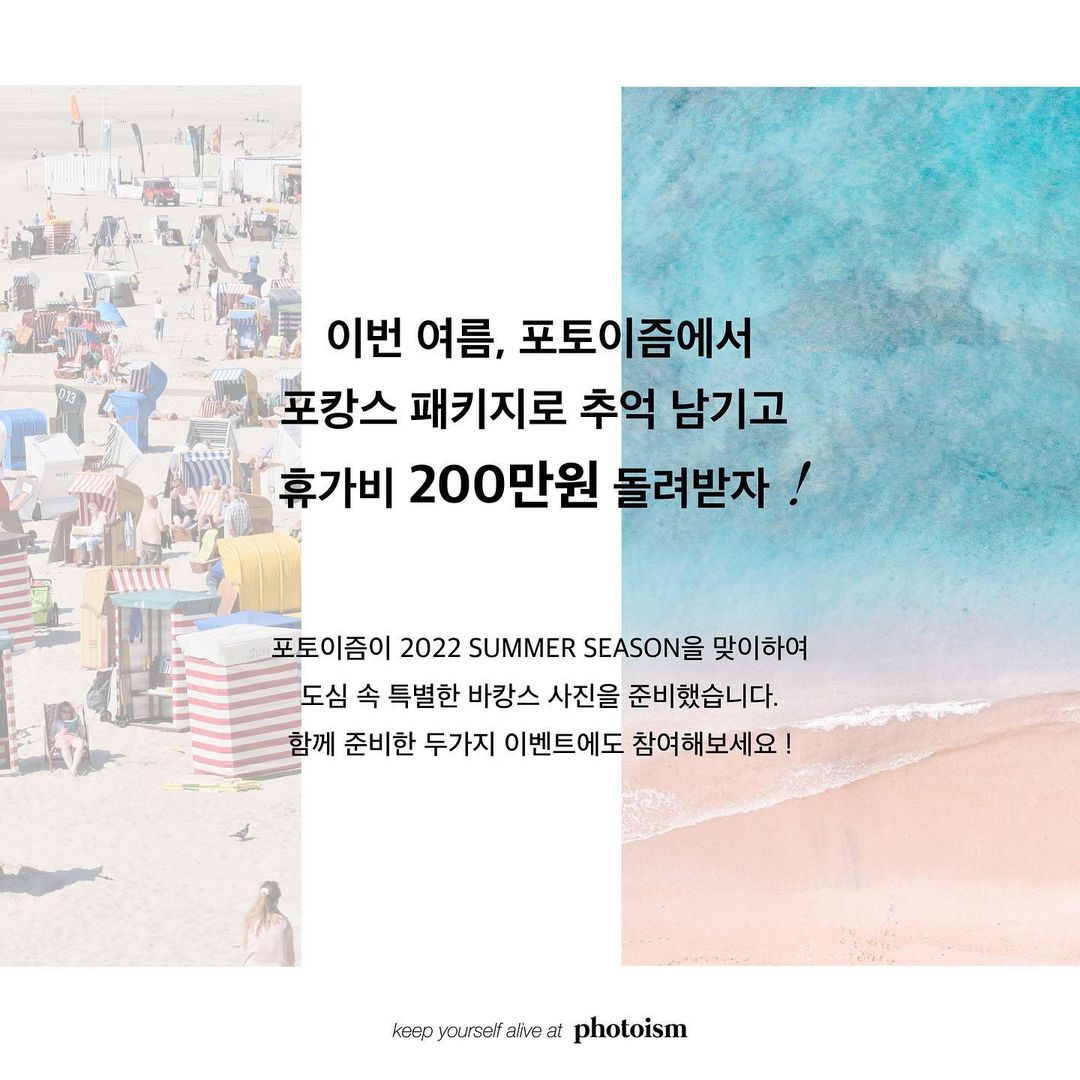 이번 여름, 포토이즘에서
포캉스 패키지로 추억 남기고
휴가비 200만원 돌려받자 !
포토이즘이 2022 SUMMER SEASON을 맞이하여
도심 속 특별한 바캉스 사진을 준비했습니다.
함께 준비한 두가지 이벤트에도 참여해보세요 !
013
keep yourself alive at photoism